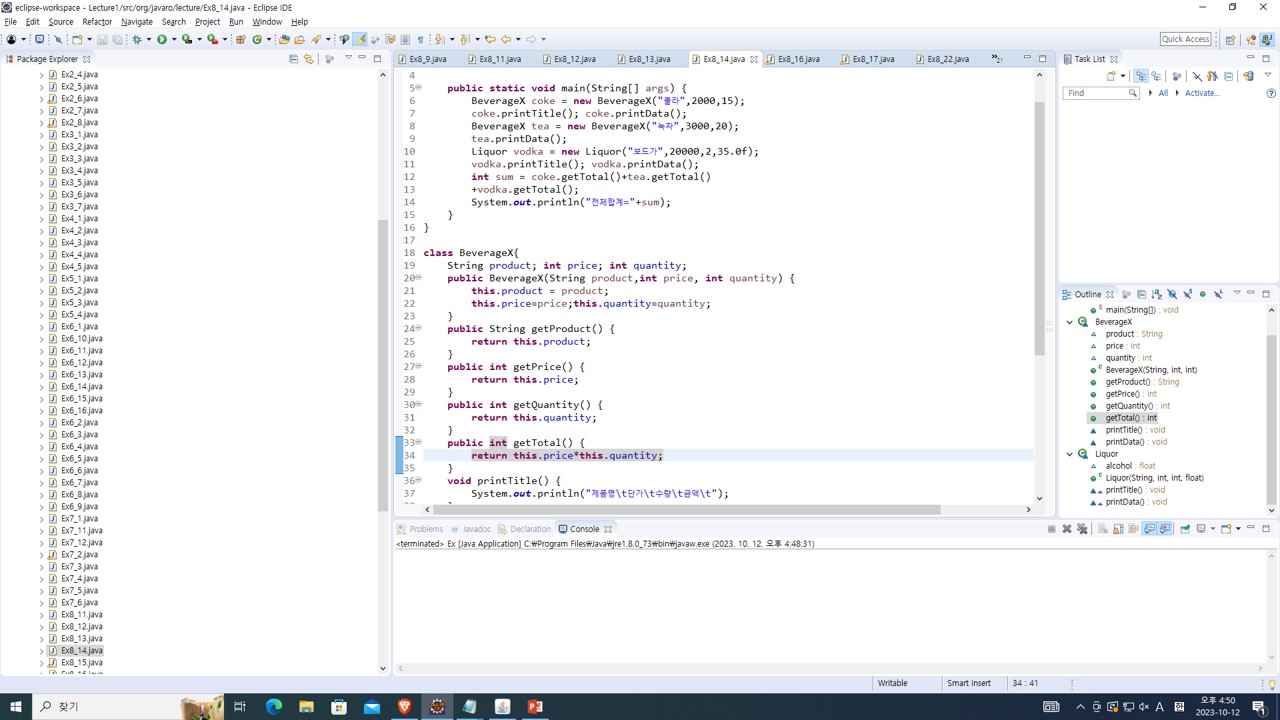 eclipse-workspace - Lecture1/src/org/javaro/lecture/Ex8_14.java - Eclipse IDE
File Edit Source Refactor Navigate Search Project Run Window Help
Quick Access
Package Explorer
Ex2_4.java
Ex2_5.java
Ex2_6.java
Ex2_7.java
Ex2_8.java
Ex3_1.java
Ex3_2.java
Ex3_3.java
Ex3_4.java
Ex3_5.java
Ex3_6.java
Ex3_7.java
Ex4_1.java
Ex4_2.java
Ex4_3.java
Ex4_4.java
Ex4_5.java
Ex5_1.java
Ex5_2.java
Ex5_3.java
Ex5_4.java
Ex6_1.java
Ex6_10.java
Ex6_11.java
Ex6_12.java
Ex6_13.java
Ex6_14.java
Ex6_15.java
Ex6_16.java
Ex6_2.java
Ex6_3.java
Ex6_4.java
Ex6_5.java
Ex6_6.java
Ex6_7.java
Ex6_8.java
Ex6_9.java
Ex7_1.java
Ex7_11.java
Ex7_12.java
Ex7_2.java
Ex7_3.java
Ex7_4.java
Ex7_5.java
Ex7_6.java
Ex8_11.java
Ex8_12.java
Ex8_13.java
Ex8_14.java
Ex8_15.java
Ex8_9.java Ex8_11.java Ex8_12.java Ex8_13.java Ex8_14.java Ex8_16.java Ex8_17.java Ex8_22.java
4
5 public static void main(String[] args) {
6 BeverageX coke = new BeverageX("콜라",2000,15);
7 coke.printTitle(); coke.printData();
8 BeverageX tea = new BeverageX("녹차",3000,20);
9 tea.printData();
10 Liquor vodka = new Liquor("보드가",20000,2,35.0f);
11 vodka.printTitle(); vodka.printData();
12 int sum = coke.getTotal()+tea.getTotal()
13 +vodka.getTotal();
14 System.out.println("전체합계="+sum);
15 }
16 }
17
18 class BeverageX{
19 String product; int price; int quantity;
20 public BeverageX(String product,int price, int quantity) {
21 this.product = product;
22 this.price=price;this.quantity=quantity;
23 }
24 public String getProduct() {
25 return this.product;
26 }
27 public int getPrice() {
28 return this.price;
29 }
30 public int getQuantity() {
31 return this.quantity;
32 }
33 public int getTotal() {
34 return this.price*this.quantity;
35 }
36 void printTitle() {
37 System.out.println("제품명\t단가\t수량\t금액\t");
Task List
Find All Activate...
Outline
main(String[]) : void
BeverageX
product : String
price : int
quantity : int
BeverageX(String, int, int)
getProduct() : String
getPrice() : int
getQuantity() : int
getTotal() : int
printTitle() : void
printData() : void
Liquor
alcohol : float
Liquor(String, int, int, float)
printTitle() : void
printData() : void
Problems Javadoc Declaration Console
<terminated> Ex [Java Application] C:₩Program Files₩Java₩jre1.8.0_73₩bin₩javaw.exe (2023. 10. 12. 오후 4:48:31)
Writable Smart Insert 34 : 41
찾기
A
오후 4:50
2023-10-12